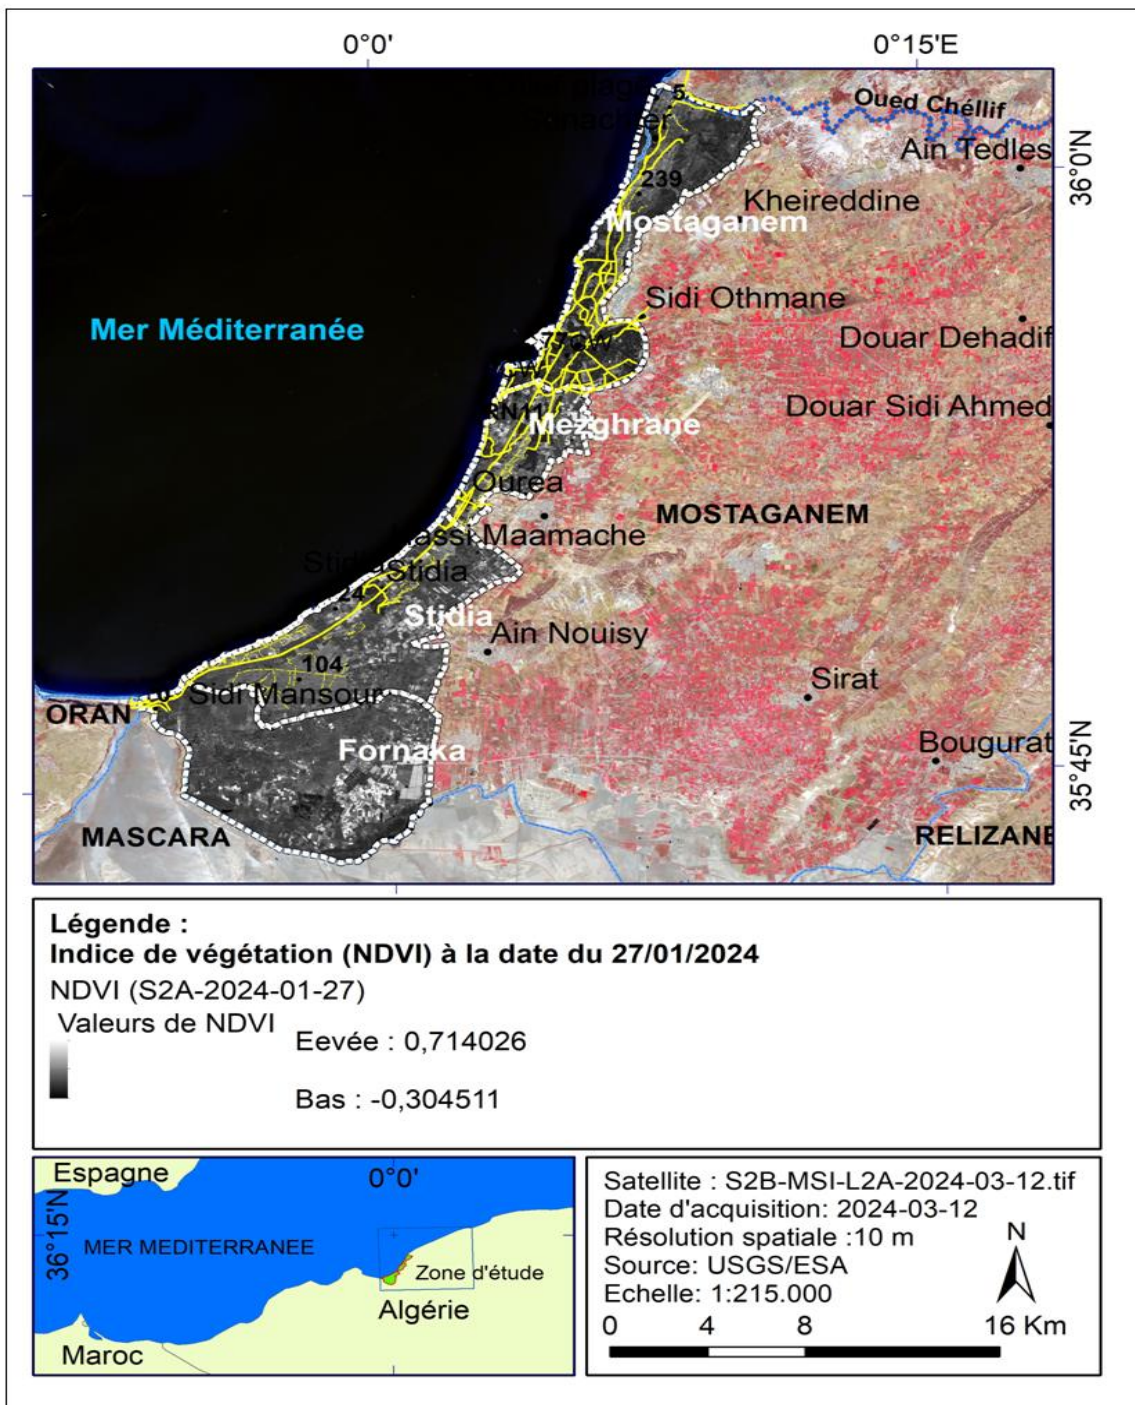 0°0'
0°15'E
5
Oued Chéllif
Ain Tedles
36°0'N
239
Kheireddine
Mostaganem
Sidi Othmane
Mer Méditerranée
Douar Dehadif
Douar Sidi Ahmed
RN11
Mezghrane
Ourea
MOSTAGANEM
Maamache
Stidia
24
Stidia
Ain Nouisy
104
Sidi Mansour
Sirat
ORAN
Fornaka
Bougurat
35°45'N
MASCARA
RELIZANE
Légende :
Indice de végétation (NDVI) à la date du 27/01/2024
NDVI (S2A-2024-01-27)
Valeurs de NDVI
Eevée : 0,714026
Bas : -0,304511
Espagne
0°0'
36°15'N
MER MEDITERRANEE
Zone d'étude
Algérie
Maroc
Satellite : S2B-MSI-L2A-2024-03-12.tif
Date d'acquisition: 2024-03-12
Résolution spatiale :10 m
Source: USGS/ESA
Echelle: 1:215.000
N
0 4 8 16 Km